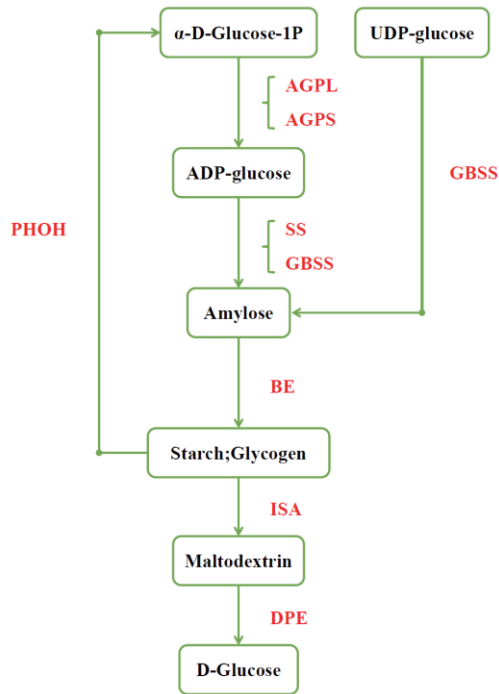 α-D-Glucose-1P
UDP-glucose
AGPL
AGPS
ADP-glucose
GBSS
PHOH
SS
GBSS
Amylose
BE
Starch;Glycogen
ISA
Maltodextrin
DPE
D-Glucose